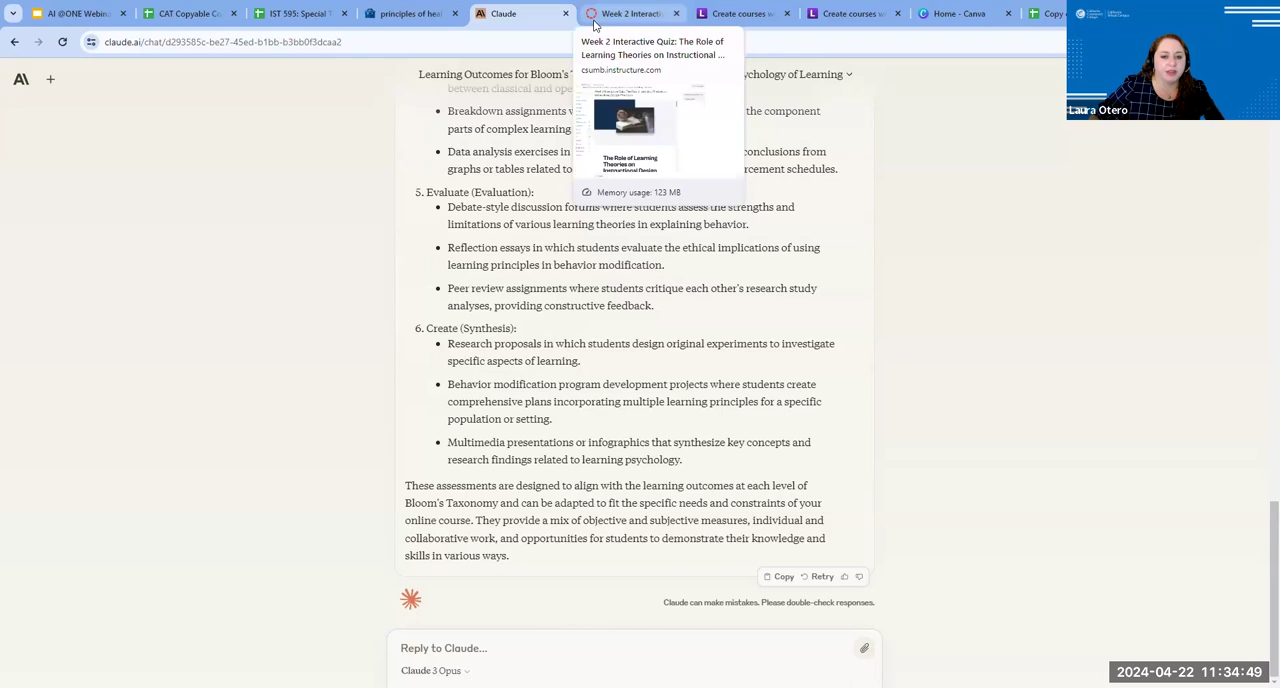 AI @ONE Webino
CAT Copyable Co
IST 595: Special T
principles of heal
Claude
Week 2 Interacti
Create courses w
Create courses w
Home - Canva
Copy
claude.ai/chat/d293585c-be27-45ed-b1bb-b3bb0f3dcaa2
Learning Outcomes for Bloom's T
ychology of Learning
Week 2 Interactive Quiz: The Role of
Learning Theories on Instructional ...
csumb.instructure.com
The Role of Learning
Theories on
Instructional Design
Memory usage: 123 MB
between classical and ope
Breakdown assignments w
e component
parts of complex learning
Data analysis exercises in
conclusions from
graphs or tables related to
orcement schedules.
5. Evaluate (Evaluation):
Debate-style discussion forums where students assess the strengths and
limitations of various learning theories in explaining behavior.
Reflection essays in which students evaluate the ethical implications of using
learning principles in behavior modification.
Peer review assignments where students critique each other's research study
analyses, providing constructive feedback.
6. Create (Synthesis):
Research proposals in which students design original experiments to investigate
specific aspects of learning.
Behavior modification program development projects where students create
comprehensive plans incorporating multiple learning principles for a specific
population or setting.
Multimedia presentations or infographics that synthesize key concepts and
research findings related to learning psychology.
These assessments are designed to align with the learning outcomes at each level of
Bloom's Taxonomy and can be adapted to fit the specific needs and constraints of your
online course. They provide a mix of objective and subjective measures, individual and
collaborative work, and opportunities for students to demonstrate their knowledge and
skills in various ways.
Copy Retry
Claude can make mistakes. Please double-check responses.
Reply to Claude...
Claude 3 Opus
Laura Otero
2024-04-22 11:34:49